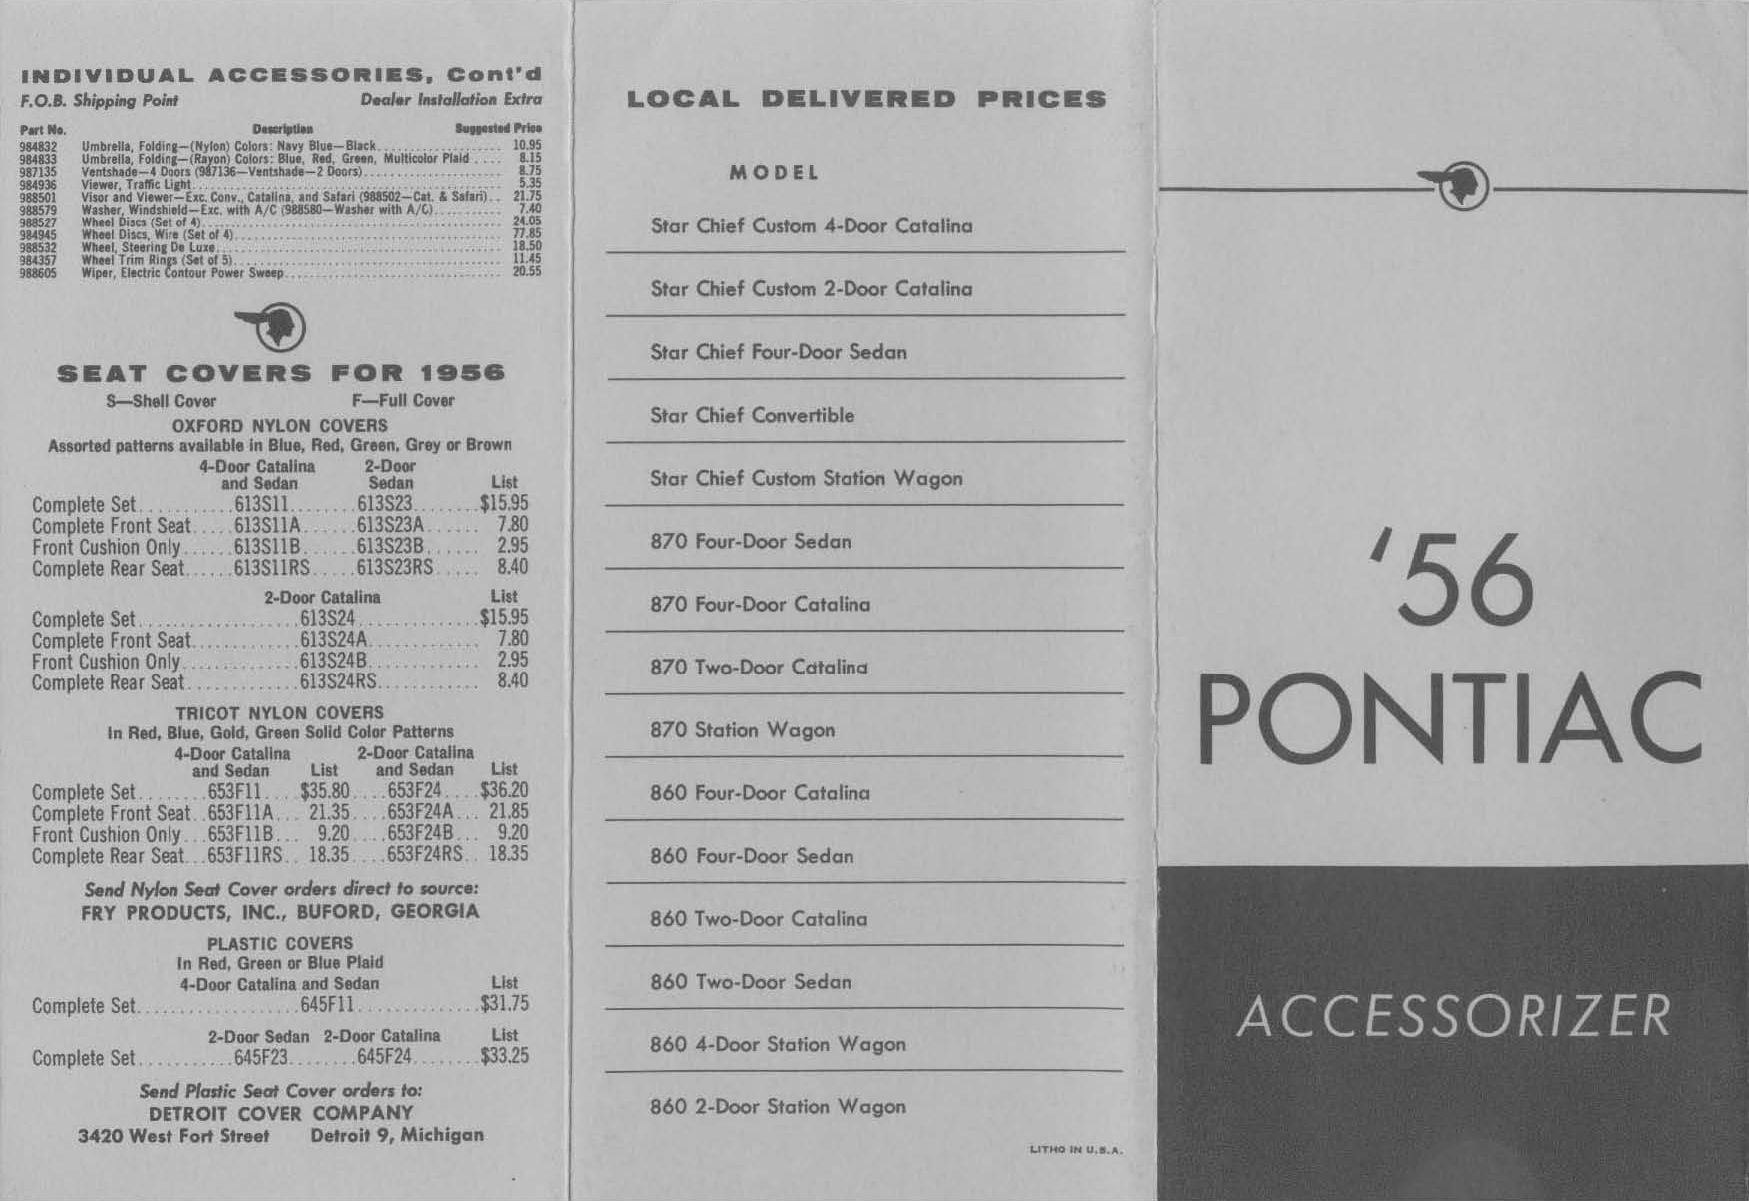 INDIVIDUAL ACCESSORIES, Cont'd
F.O.B. Shipping Point Dealer Installation Extra
Part No. Description Suggested Price
984832 Umbrella, Folding—(Nylon) Colors: Navy Blue—Black 10.95
984833 Umbrella, Folding—(Rayon) Colors: Blue, Red, Green, Multicolor Plaid 8.15
987135 Ventshade—4 Doors (987136—Ventshade—2 Doors) 8.75
984936 Viewer, Traffic Light 5.35
988501 Visor and Viewer—Exc. Conv., Catalina, and Safari (988502—Cat. & Safari) 21.75
988579 Washer, Windshield—Exc. with A/C (988580—Washer with A/C) 7.40
988527 Wheel Discs (Set of 4) 24.05
984945 Wheel Discs, Wire (Set of 4) 77.85
988532 Wheel, Steering De Luxe 18.50
984357 Wheel Trim Rings (Set of 5) 11.45
988605 Wiper, Electric Contour Power Sweep 20.55
SEAT COVERS FOR 1956
S—Shell Cover F—Full Cover
OXFORD NYLON COVERS
Assorted patterns available in Blue, Red, Green, Grey or Brown
4-Door Catalina 2-Door
and Sedan Sedan List
Complete Set 613S11 613S23 $15.95
Complete Front Seat 613S11A 613S23A 7.80
Front Cushion Only 613S11B 613S23B 2.95
Complete Rear Seat 613S11RS 613S23RS 8.40
2-Door Catalina List
Complete Set 613S24 $15.95
Complete Front Seat 613S24A 7.80
Front Cushion Only 613S24B 2.95
Complete Rear Seat 613S24RS 8.40
TRICOT NYLON COVERS
In Red, Blue, Gold, Green Solid Color Patterns
4-Door Catalina 2-Door Catalina
and Sedan List and Sedan List
Complete Set 653F11 $35.80 653F24 $36.20
Complete Front Seat 653F11A 21.35 653F24A 21.85
Front Cushion Only 653F11B 9.20 653F24B 9.20
Complete Rear Seat 653F11RS 18.35 653F24RS 18.35
Send Nylon Seat Cover orders direct to source:
FRY PRODUCTS, INC., BUFORD, GEORGIA
PLASTIC COVERS
In Red, Green or Blue Plaid
4-Door Catalina and Sedan List
Complete Set 645F11 $31.75
2-Door Sedan 2-Door Catalina List
Complete Set 645F23 645F24 $33.25
Send Plastic Seat Cover orders to:
DETROIT COVER COMPANY
3420 West Fort Street Detroit 9, Michigan
LOCAL DELIVERED PRICES
MODEL
Star Chief Custom 4-Door Catalina
Star Chief Custom 2-Door Catalina
Star Chief Four-Door Sedan
Star Chief Convertible
Star Chief Custom Station Wagon
870 Four-Door Sedan
870 Four-Door Catalina
870 Two-Door Catalina
870 Station Wagon
860 Four-Door Catalina
860 Four-Door Sedan
860 Two-Door Catalina
860 Two-Door Sedan
860 4-Door Station Wagon
860 2-Door Station Wagon
LITHO IN U.S.A.
'56
PONTIAC
ACCESSORIZER